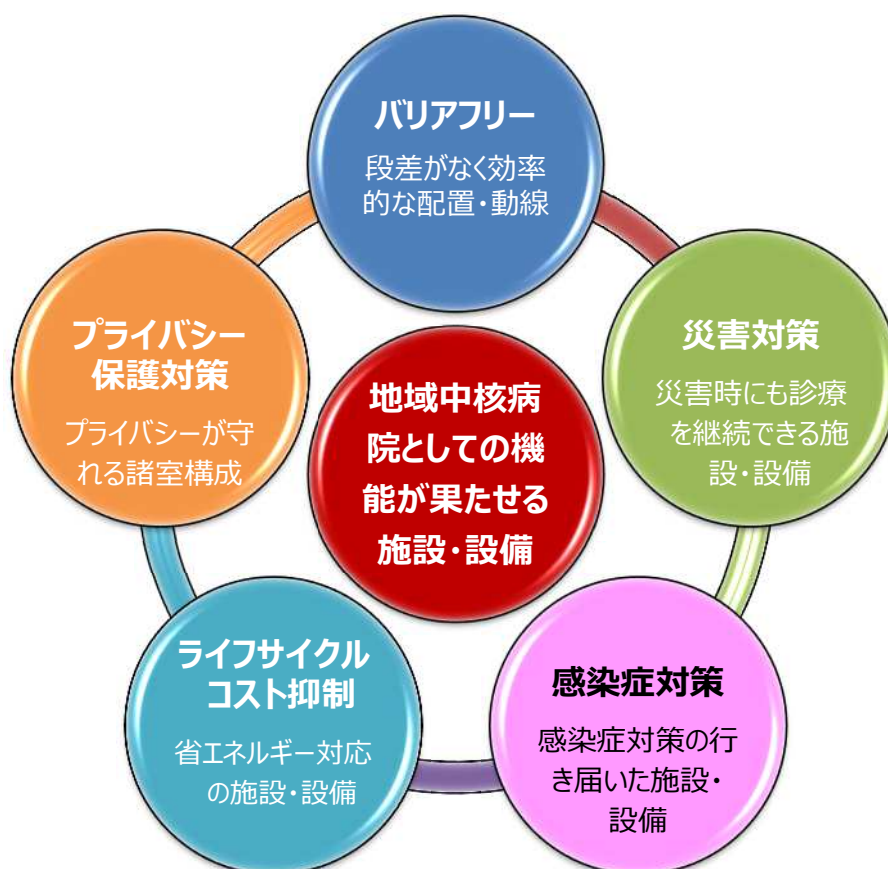 バリアフリー
段差がなく効率
的な配置・動線
災害対策
災害時にも診療
を継続できる施
設・設備
感染症対策
感染症対策の行
き届いた施設・
設備
ライフサイクル
コスト抑制
省エネルギー対応
の施設・設備
プライバシー
保護対策
プライバシーが守
れる諸室構成
地域中核病
院としての機
能が果たせる
施設・設備